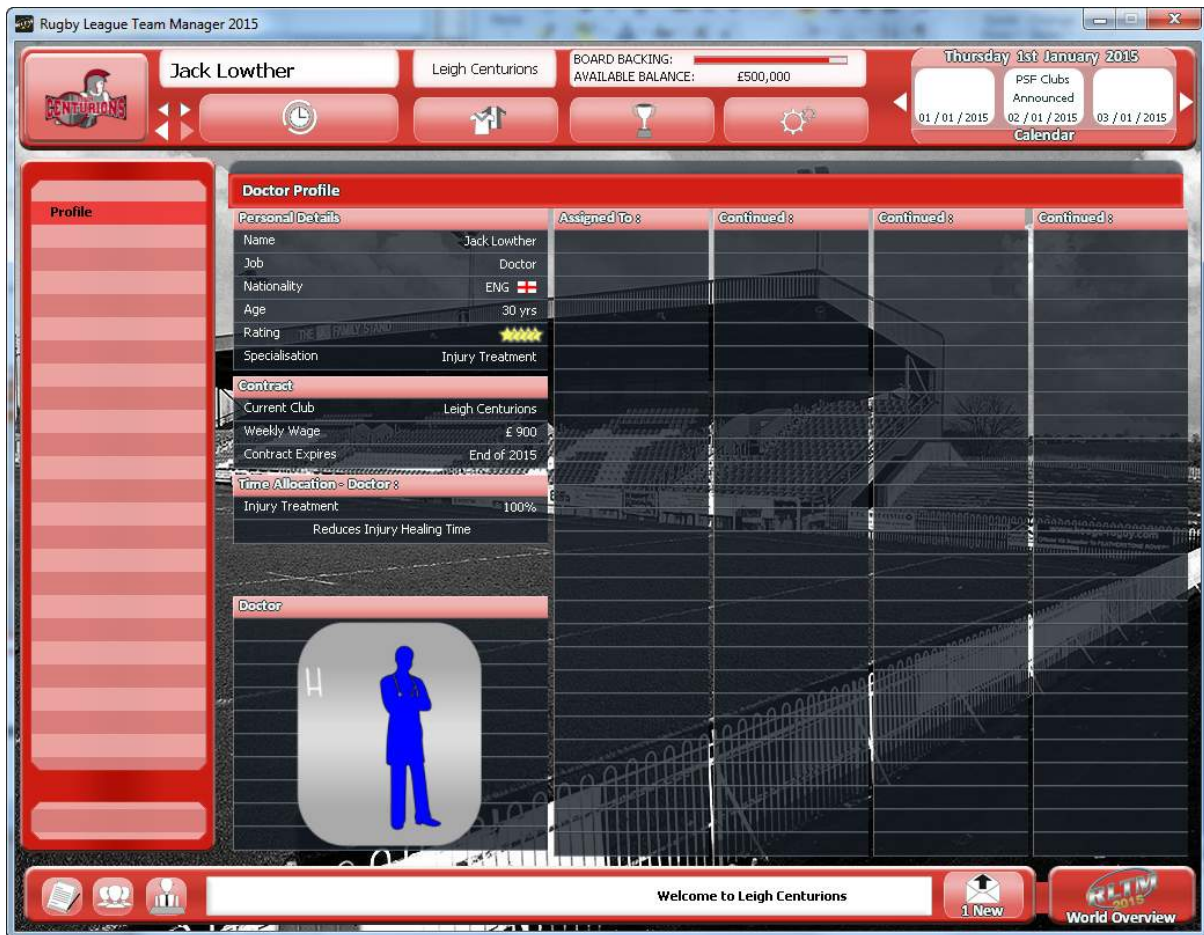 Rugby League Team Manager 2015
CENTURIONS
Jack Lowther
Leigh Centurions
BOARD BACKING:
AVAILABLE BALANCE: £500,000
Thursday 1st January 2015
PSF Clubs
Announced
01 / 01 / 2015 02 / 01 / 2015 03 / 01 / 2015
Calendar
Profile
Doctor Profile
Personal Details Assigned To : Continued : Continued : Continued :
Name Jack Lowther
Job Doctor
Nationality ENG
Age 30 yrs
Rating
Specialisation Injury Treatment
Contract
Current Club Leigh Centurions
Weekly Wage £ 900
Contract Expires End of 2015
Time Allocation - Doctor :
Injury Treatment 100%
Reduces Injury Healing Time
Doctor
Welcome to Leigh Centurions
1 New
RLTM
2015
World Overview